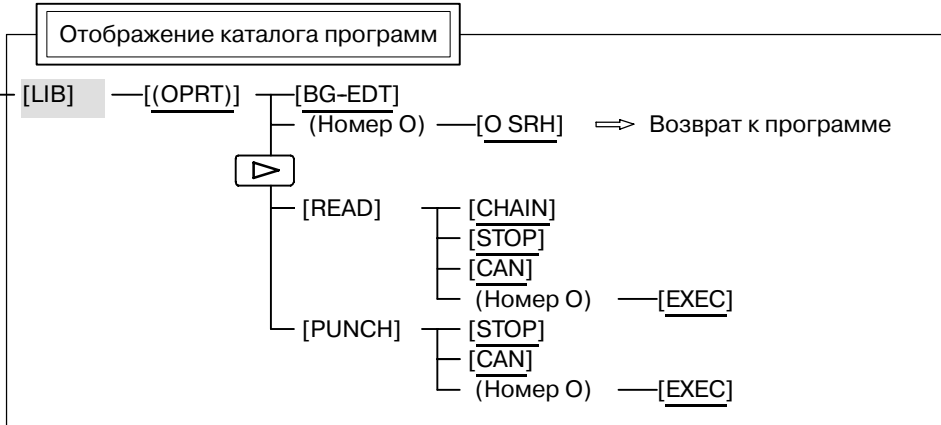 Отображение каталога программ
[LIB] [(OPRT)] [BG-EDT]
(Номер O) [O SRH] Возврат к программе
[READ] [CHAIN]
[STOP]
[CAN]
(Номер O) [EXEC]
[PUNCH] [STOP]
[CAN]
(Номер O) [EXEC]